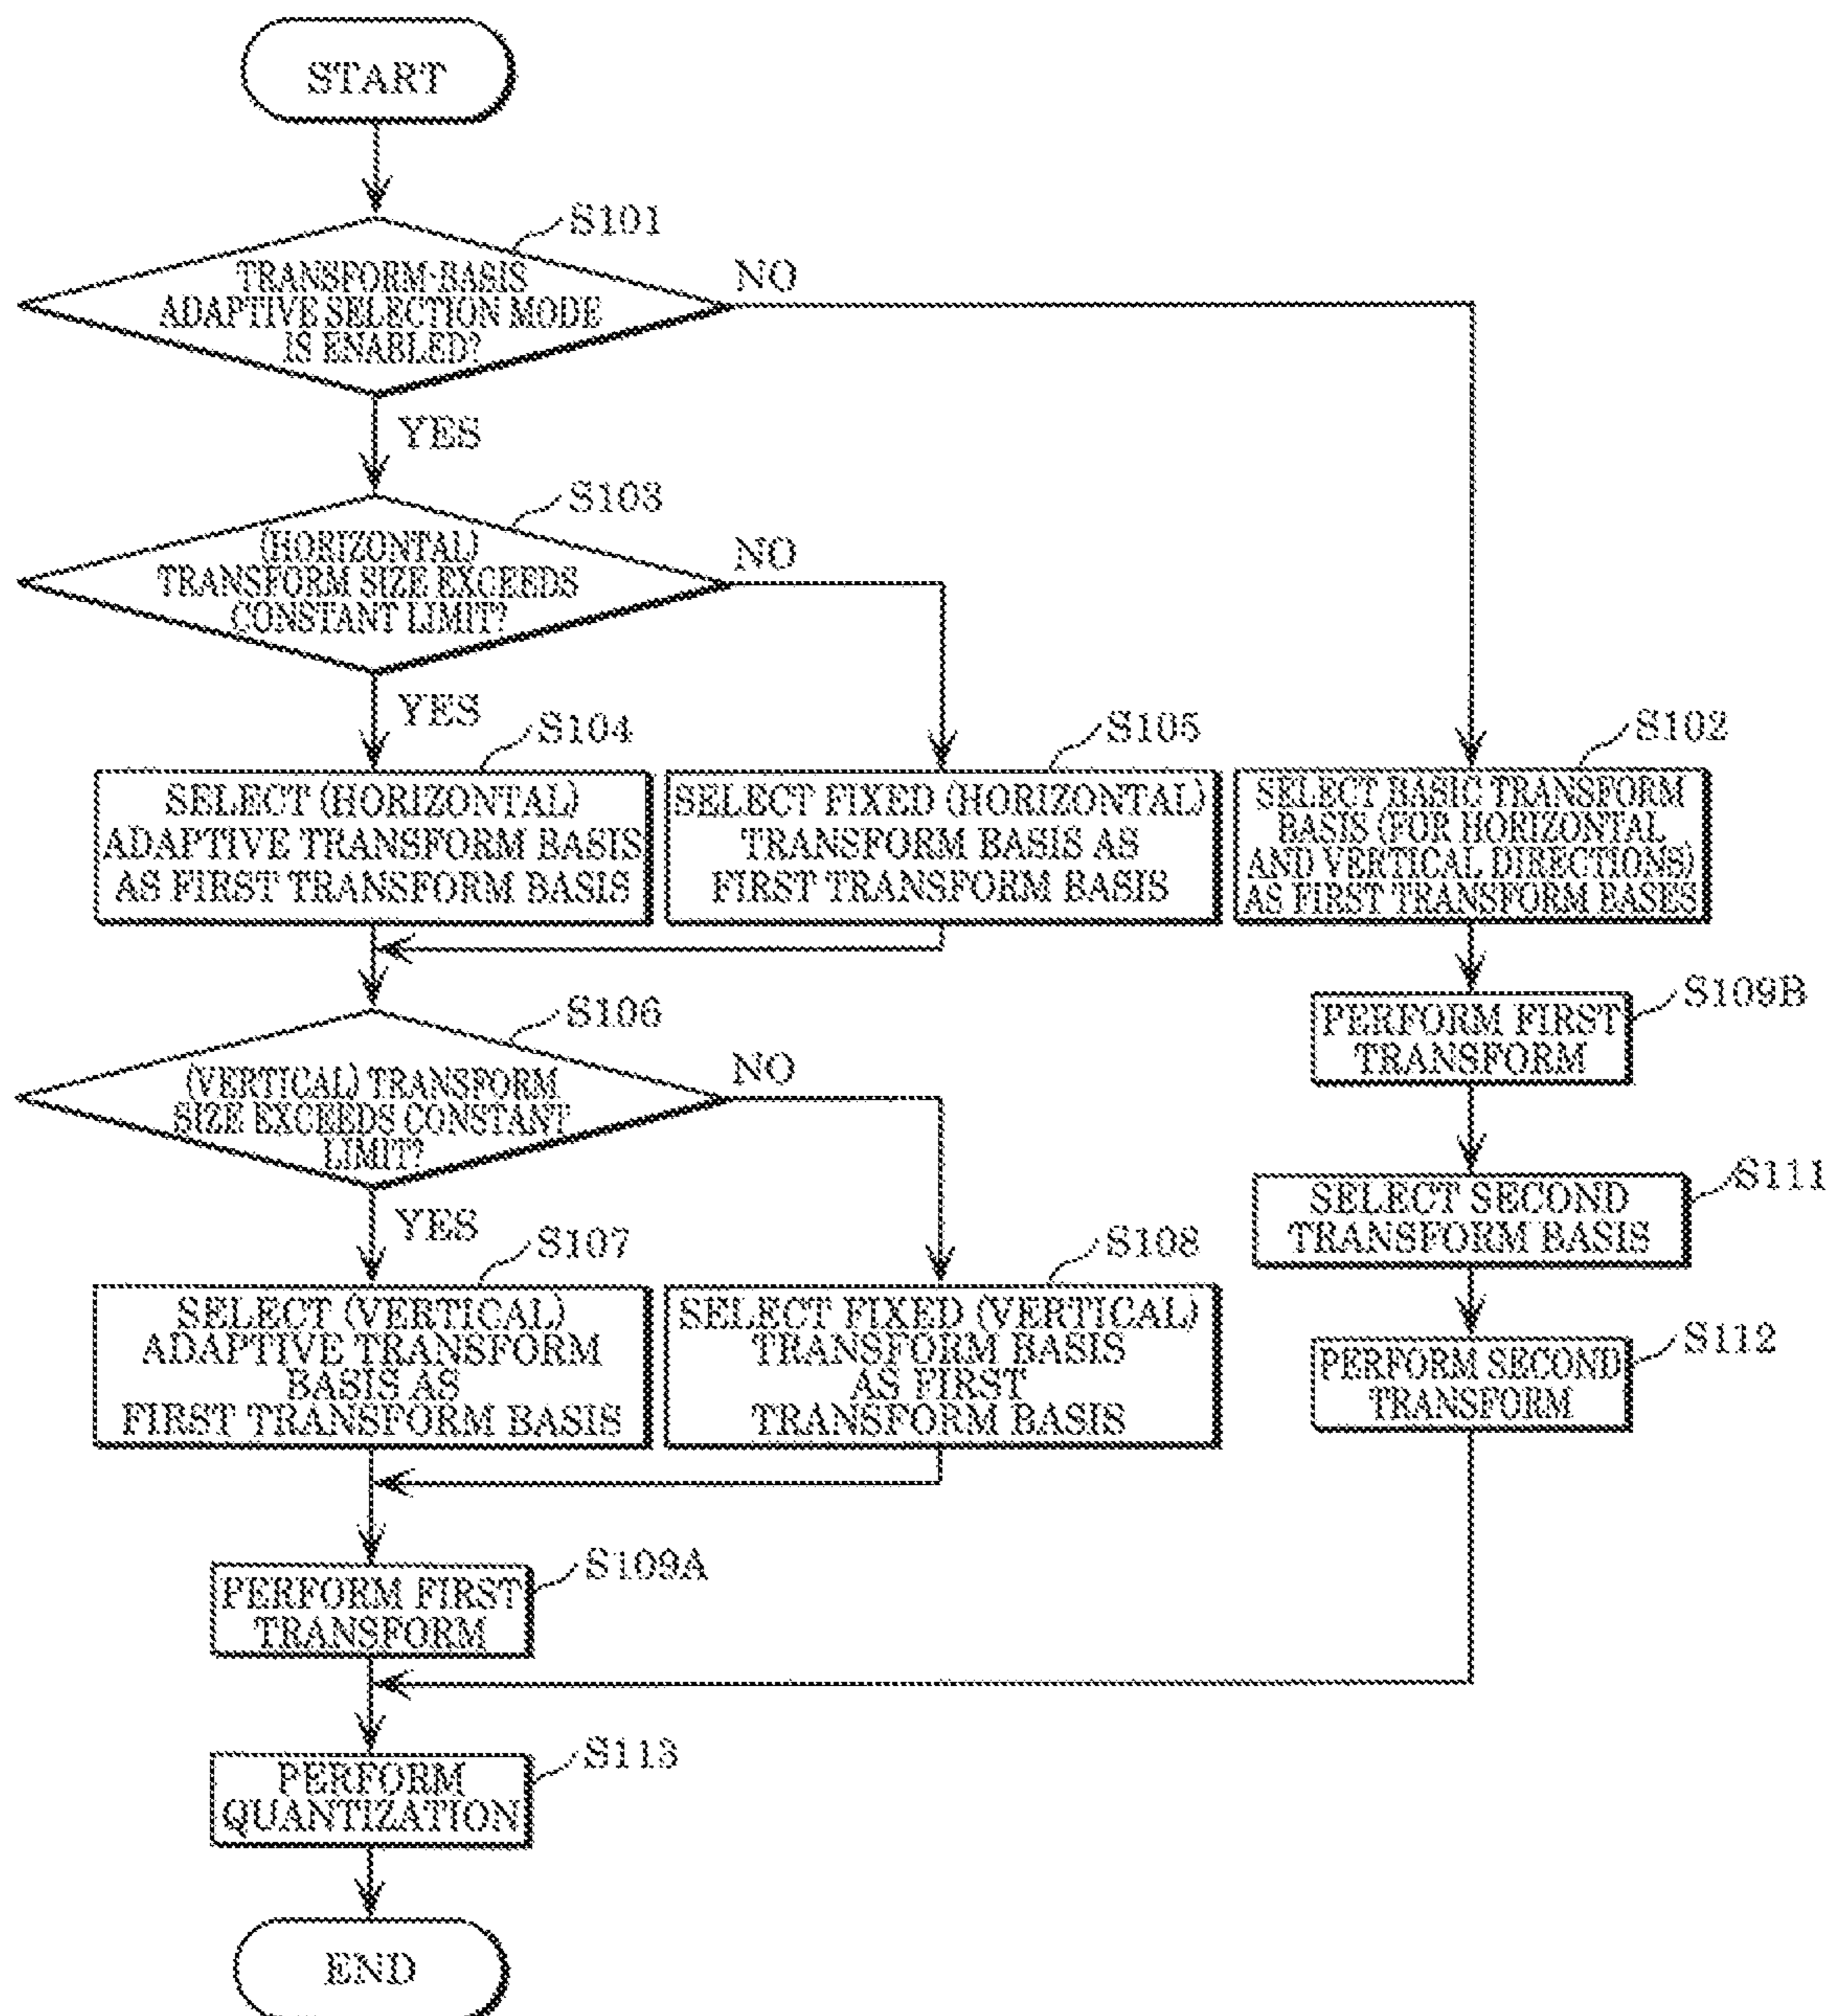 START
S101
TRANSFORM-BASIS
ADAPTIVE SELECTION MODE
IS ENABLED?
NO
YES
S103
(HORIZONTAL)
TRANSFORM SIZE EXCEEDS
CONSTANT LIMIT?
NO
YES
S104
SELECT (HORIZONTAL)
ADAPTIVE TRANSFORM BASIS
AS FIRST TRANSFORM BASIS
S105
SELECT FIXED (HORIZONTAL)
TRANSFORM BASIS AS
FIRST TRANSFORM BASIS
S102
SELECT BASIC TRANSFORM
BASIS (FOR HORIZONTAL
AND VERTICAL DIRECTIONS)
AS FIRST TRANSFORM BASES
S106
(VERTICAL) TRANSFORM
SIZE EXCEEDS CONSTANT
LIMIT?
NO
YES
S109B
PERFORM FIRST
TRANSFORM
S111
SELECT SECOND
TRANSFORM BASIS
S107
SELECT (VERTICAL)
ADAPTIVE TRANSFORM
BASIS AS
FIRST TRANSFORM BASIS
S108
SELECT FIXED (VERTICAL)
TRANSFORM BASIS
AS FIRST
TRANSFORM BASIS
S112
PERFORM SECOND
TRANSFORM
S109A
PERFORM FIRST
TRANSFORM
S113
PERFORM
QUANTIZATION
END